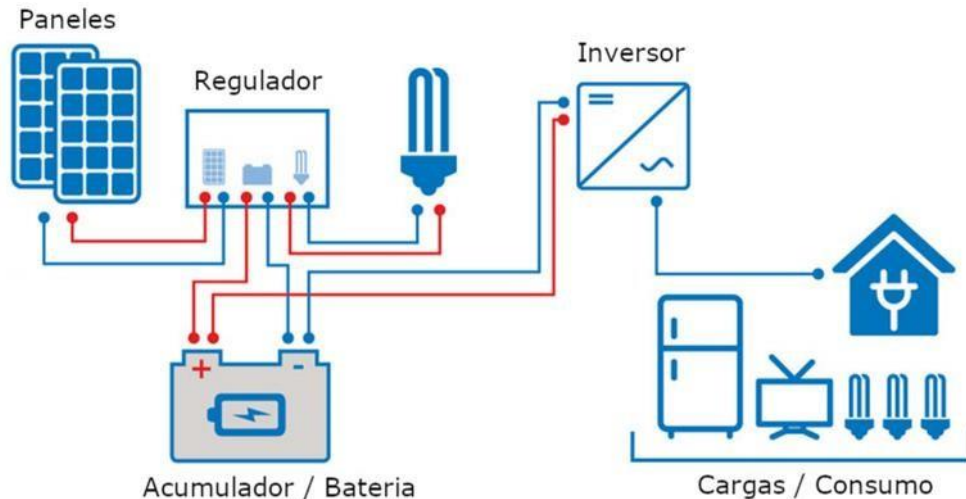 Paneles
Regulador
Inversor
+ -
Acumulador / Bateria
Cargas / Consumo